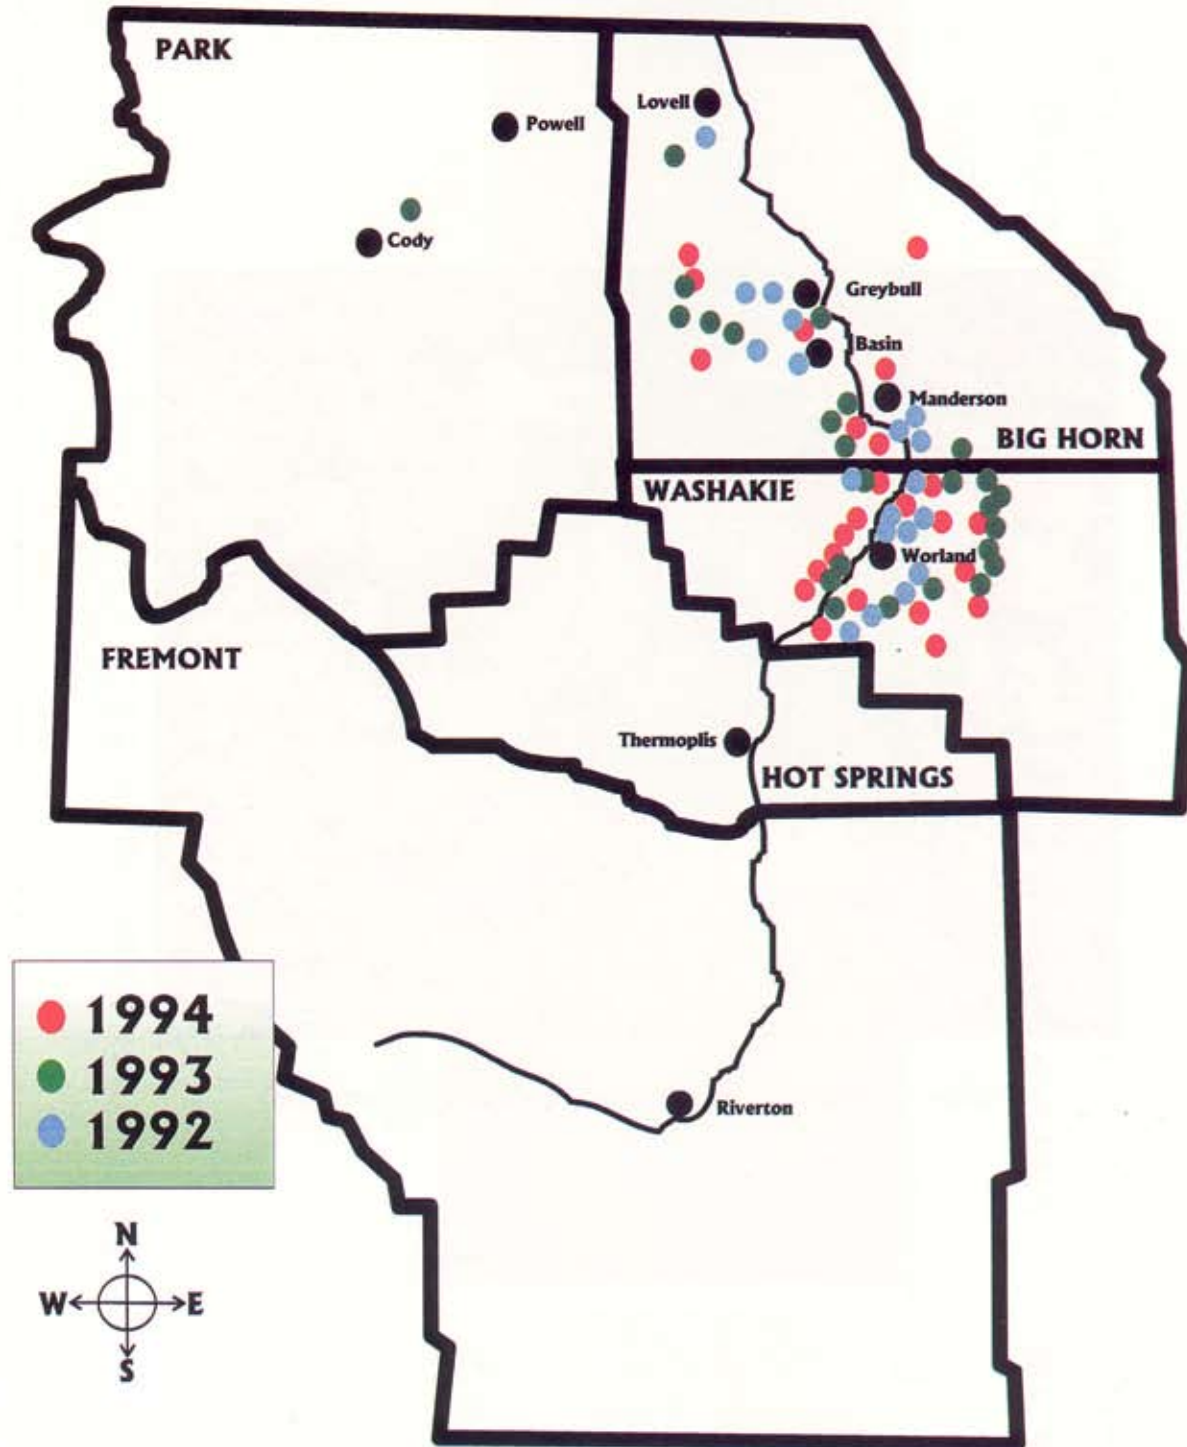 PARK
Lovell
Powell
Cody
Greybull
Basin
Manderson
BIG HORN
WASHAKIE
Worland
FREMONT
Thermoplis
HOT SPRINGS
1994
1993
1992
Riverton
N
W E
S